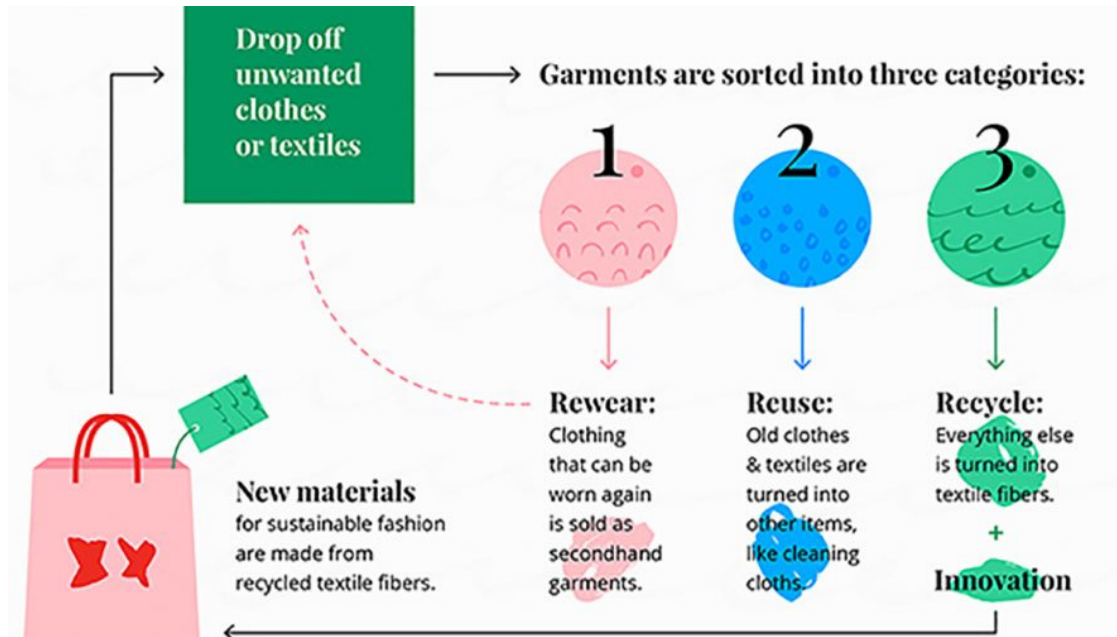 Drop off
unwanted
clothes
or textiles
Garments are sorted into three categories:
1
2
3
Rewear:
Clothing
that can be
worn again
is sold as
secondhand
garments.
Reuse:
Old clothes
& textiles are
turned into
other items,
like cleaning
cloths.
Recycle:
Everything else
is turned into
textile fibers.
+
Innovation
New materials
for sustainable fashion
are made from
recycled textile fibers.